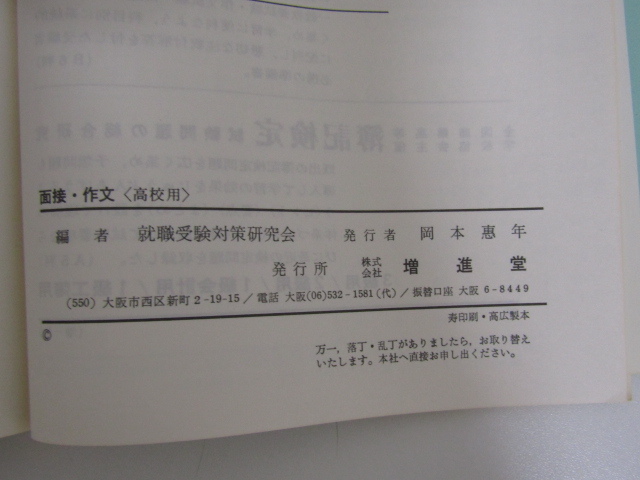 面接・作文〈高校用〉
編者 就職受験対策研究会 発行者 岡本惠年
発行所 株式会社 増進堂
(550) 大阪市西区新町2-19-15/電話 大阪(06)532-1581(代)/振替口座 大阪 6-8449
寿印刷・高広製本
©
万一，落丁・乱丁がありましたら，お取り替え
いたします。本社へ直接お申し出ください。